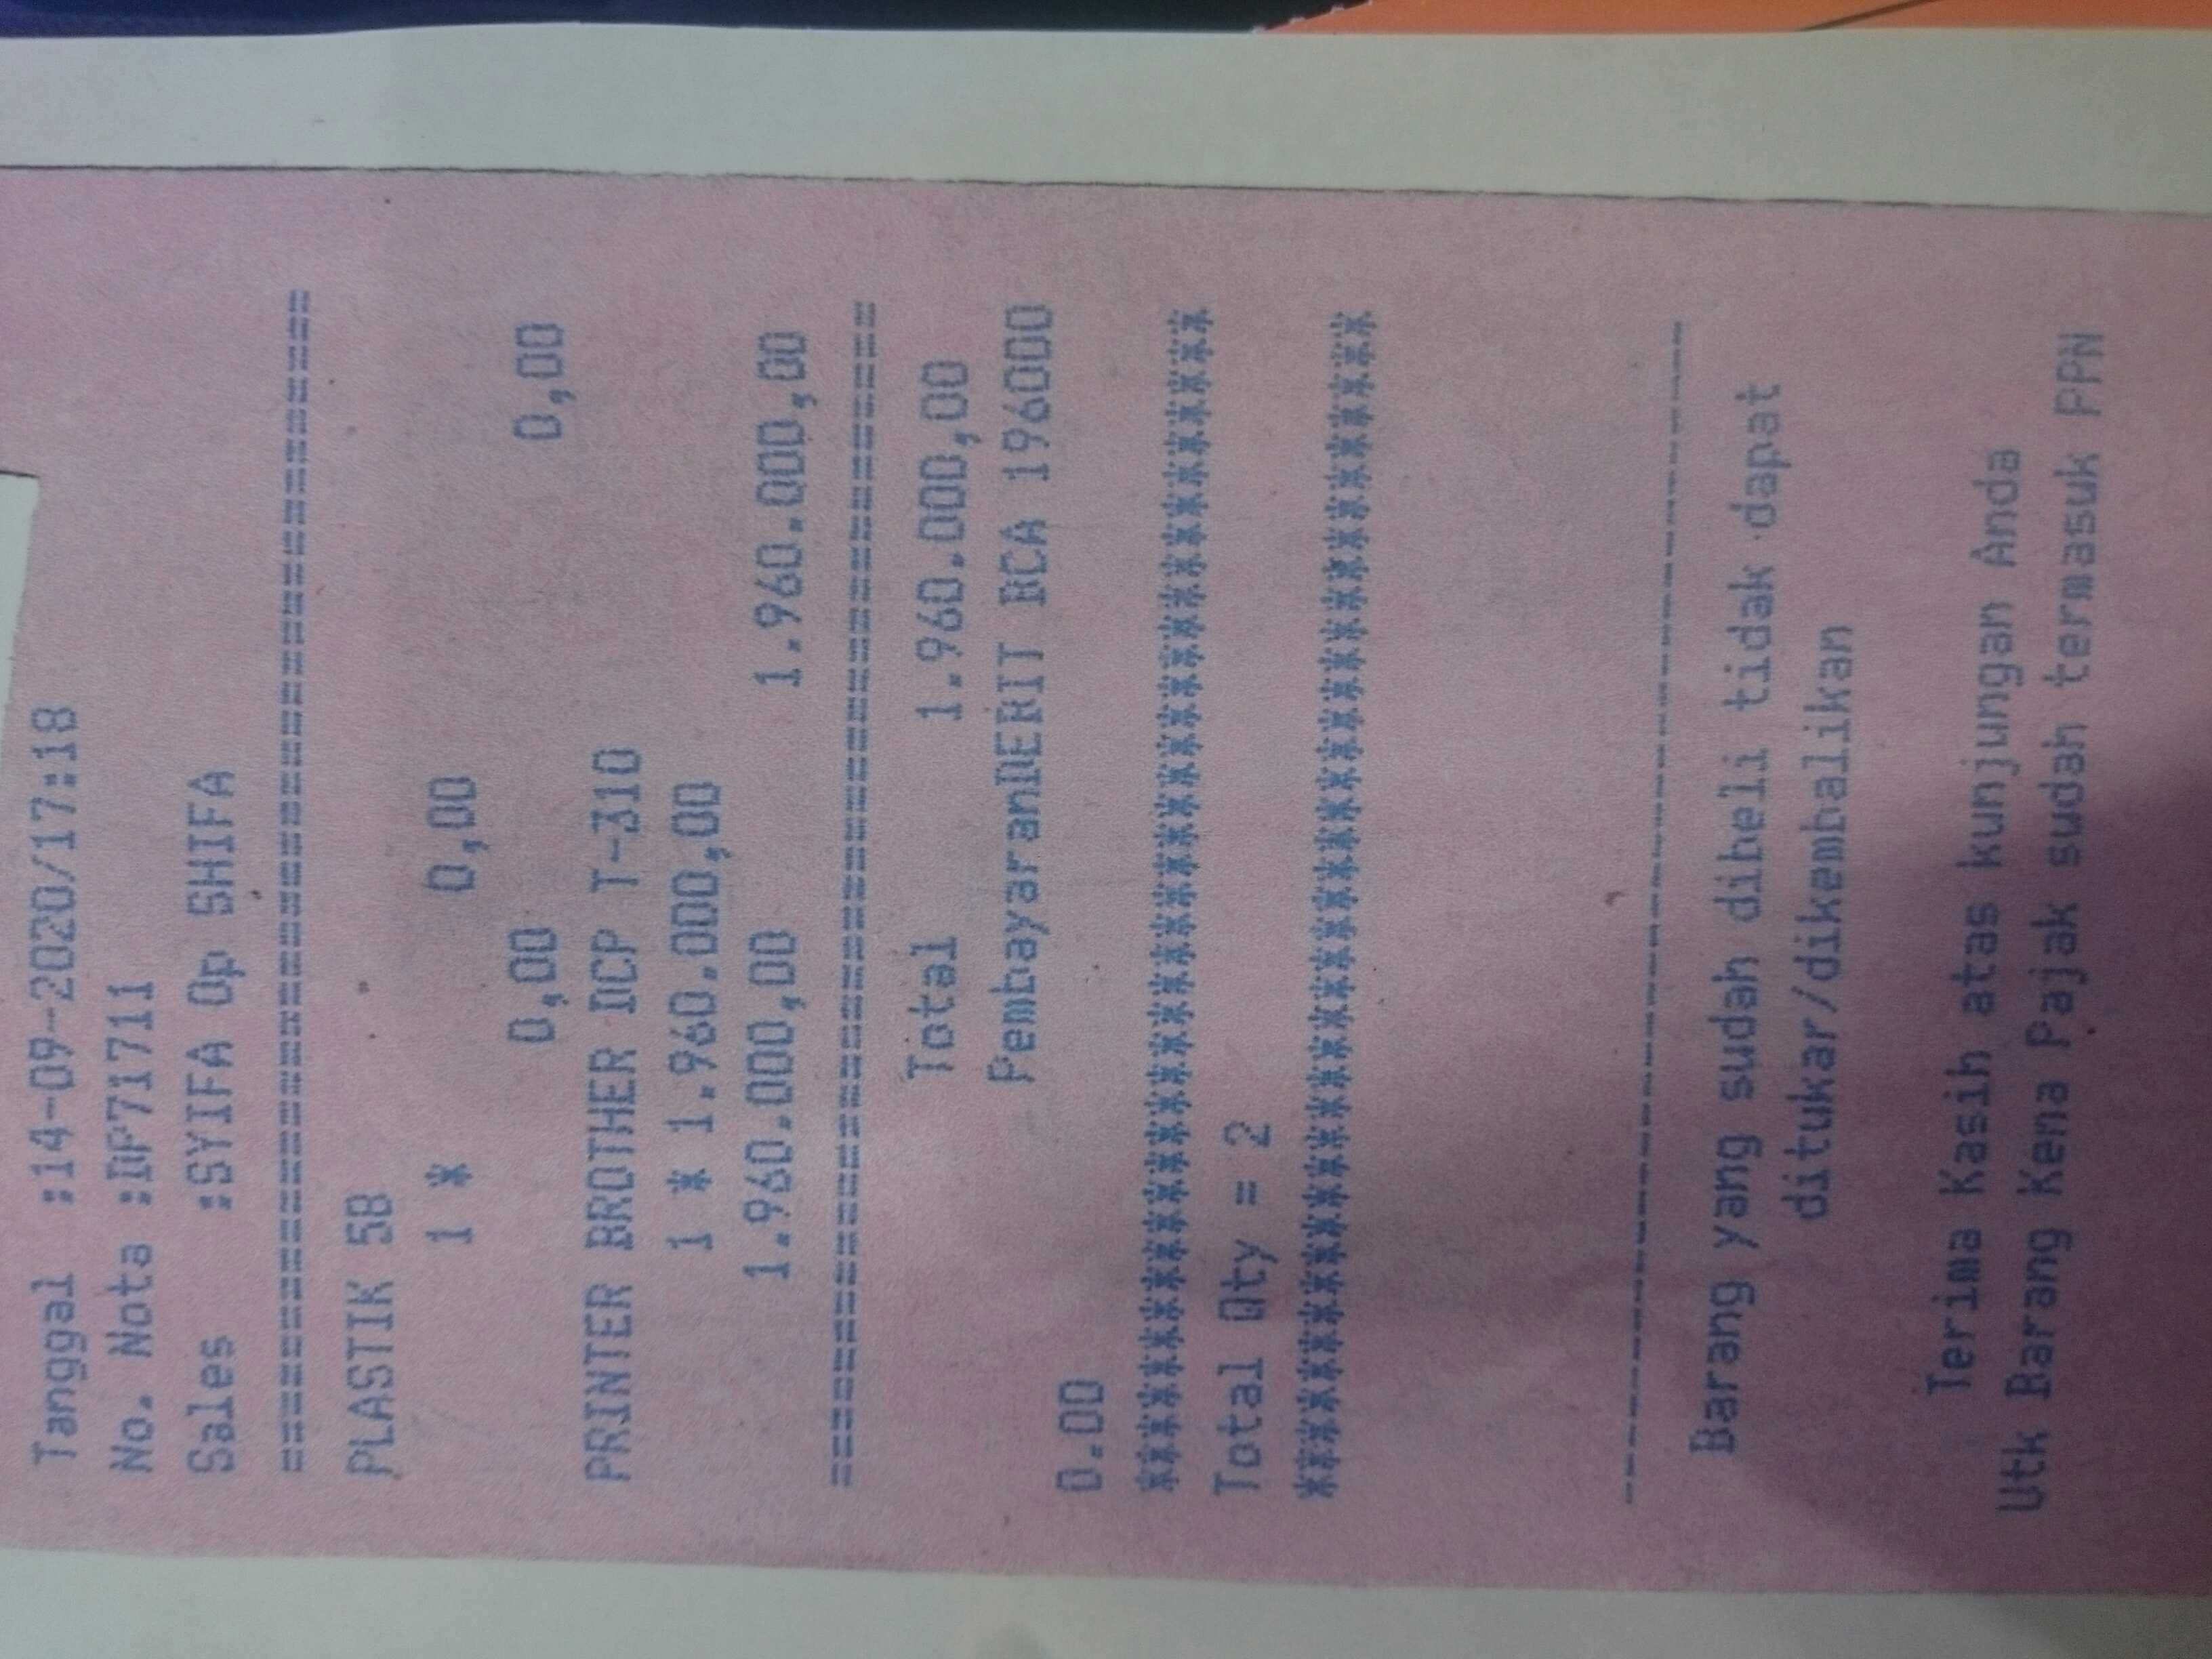 Tanggal :14-09-2020/17:18
No. Nota :DP71711
Sales :SYIFA Op SHIFA
========================================
PLASTIK 58
1 * 0,00
0,00 0,00
PRINTER BROTHER DCP T-310
1 * 1.960.000,00
1.960.000,00 1.960.000,00
========================================
Total 1.960.000,00
PembayaranDEBIT BCA 196000
0.00
****************************************
Total Qty = 2
****************************************
----------------------------------------
Barang yang sudah dibeli tidak dapat
ditukar/dikembalikan
Terima Kasih atas kunjungan Anda
Utk Barang Kena Pajak sudah termasuk PPN